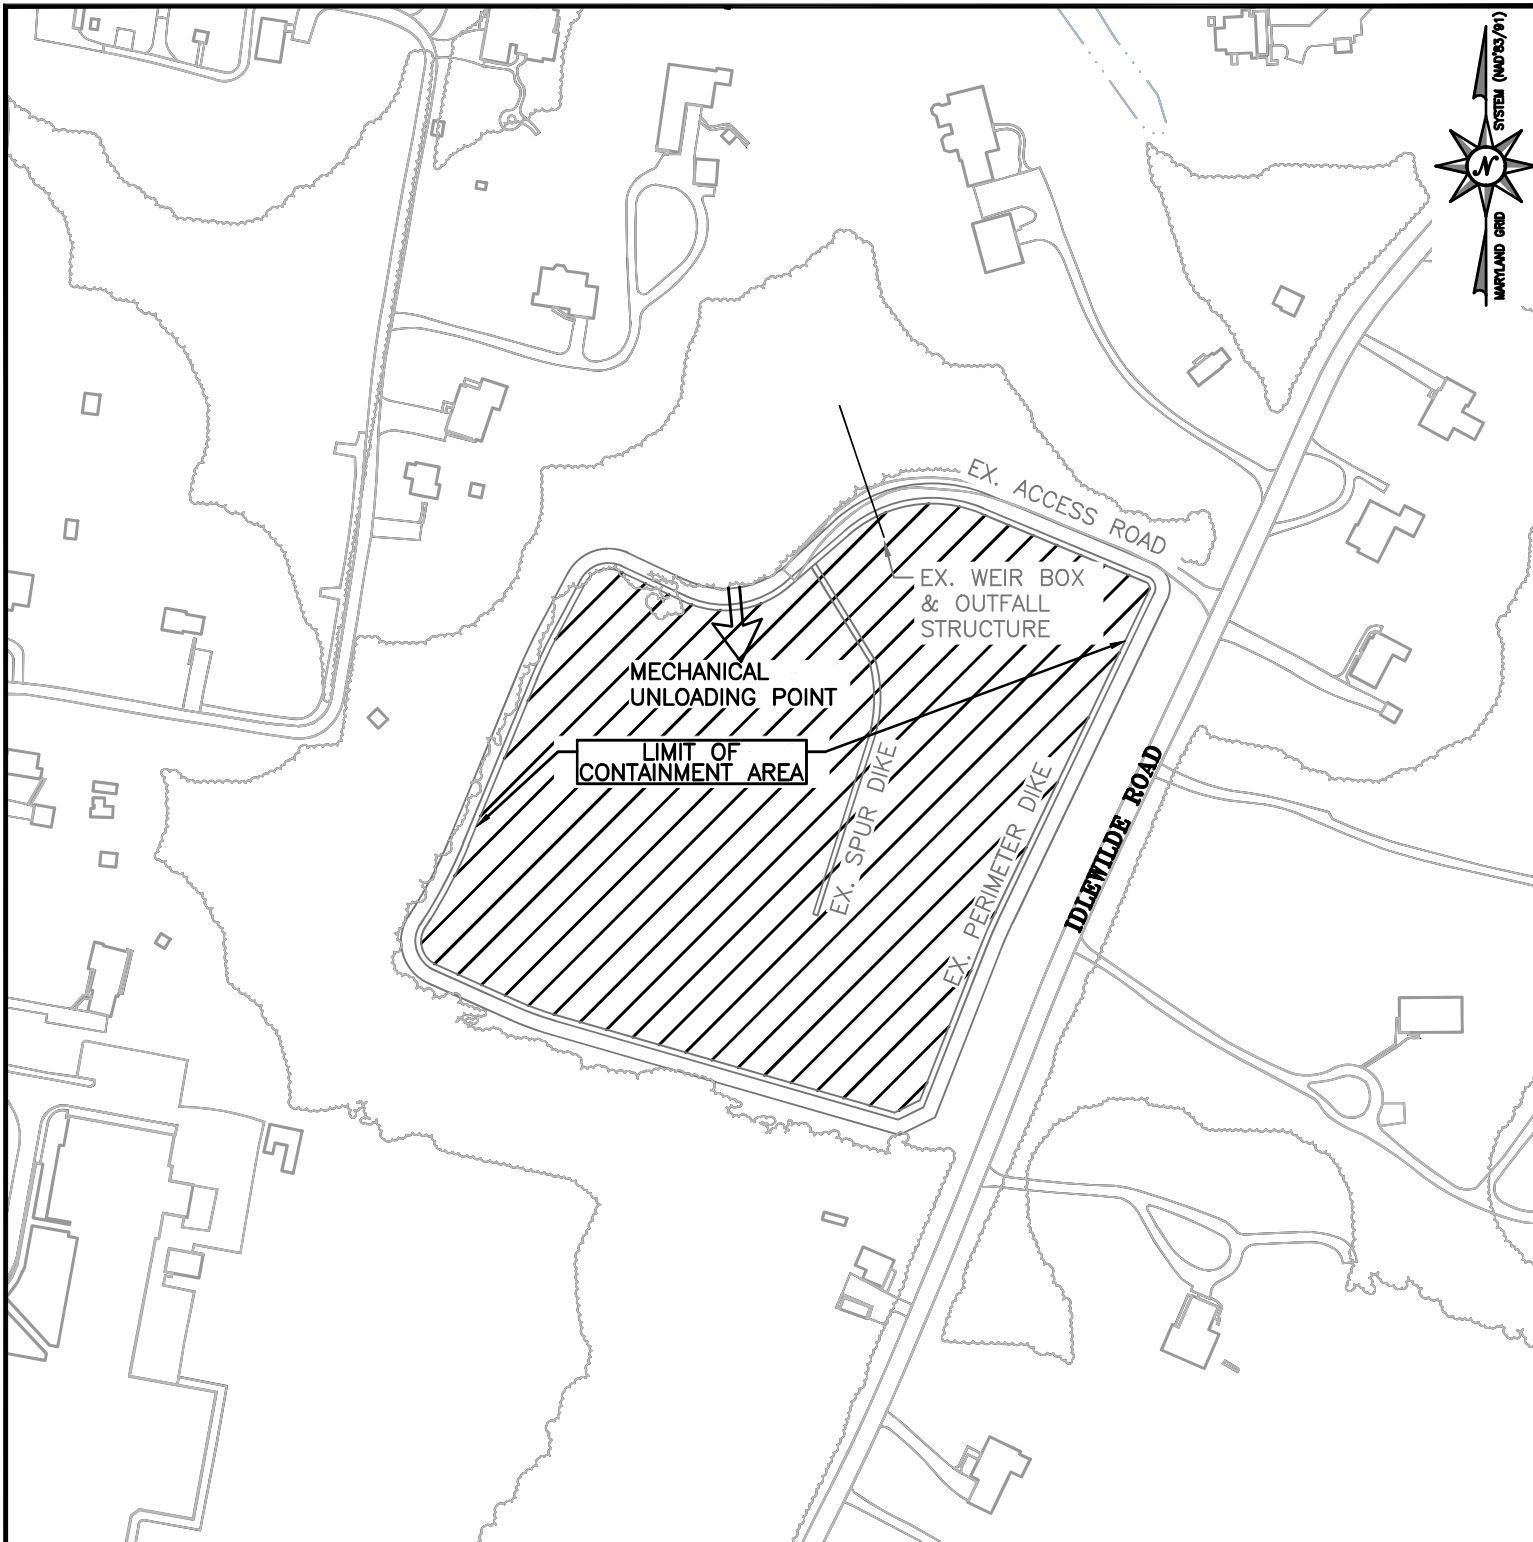 SYSTEM (NAD'83/91)
N
MARYLAND GRID
EX. ACCESS ROAD
EX. WEIR BOX
& OUTFALL
STRUCTURE
MECHANICAL
UNLOADING POINT
LIMIT OF
CONTAINMENT AREA
EX. SPUR DIKE
EX. PERIMETER DIKE
IDLEWILDE ROAD